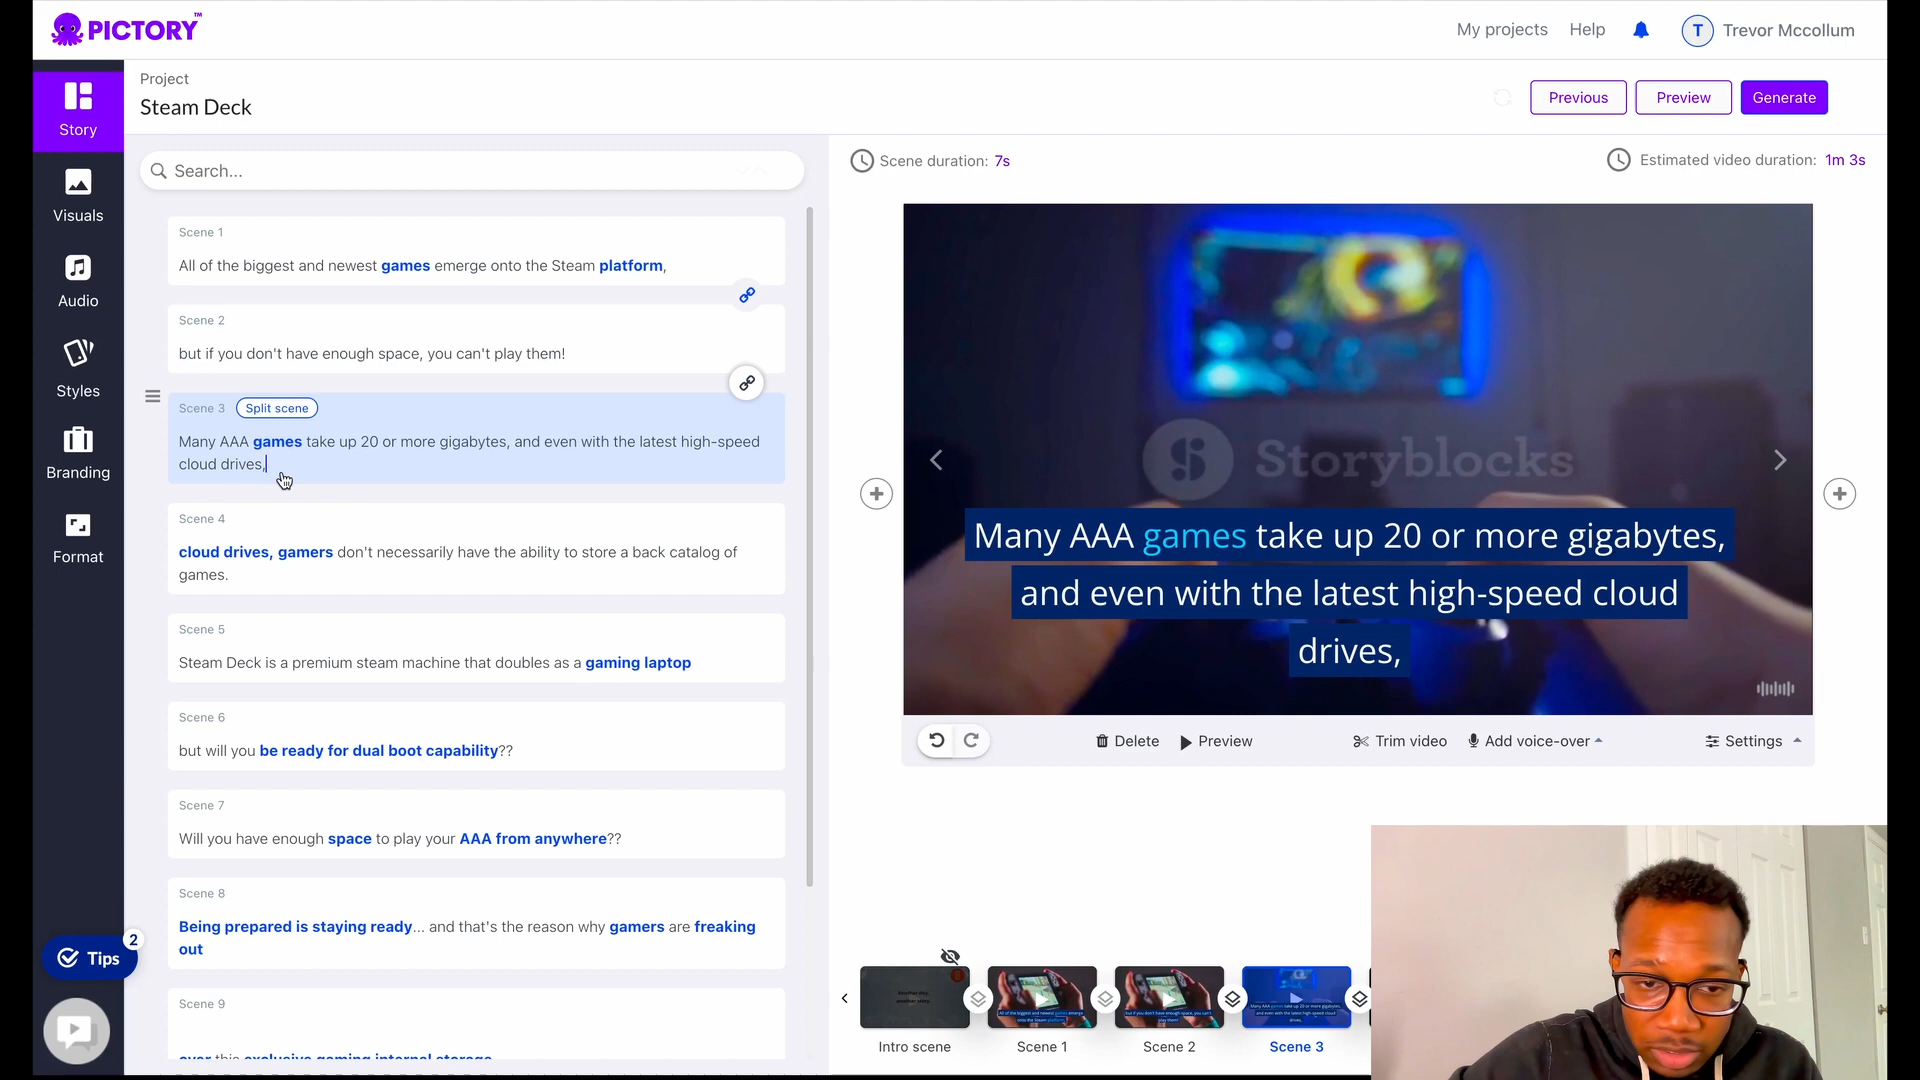 PICTORY™
My projects
Help
T
Trevor Mccollum
Story
Visuals
Audio
Styles
Branding
Format
Tips
2
Project
Steam Deck
Previous
Preview
Generate
Search...
Scene 1
All of the biggest and newest games emerge onto the Steam platform,
Scene 2
but if you don't have enough space, you can't play them!
Scene 3
Split scene
Many AAA games take up 20 or more gigabytes, and even with the latest high-speed
cloud drives,
Scene 4
cloud drives, gamers don't necessarily have the ability to store a back catalog of
games.
Scene 5
Steam Deck is a premium steam machine that doubles as a gaming laptop
Scene 6
but will you be ready for dual boot capability??
Scene 7
Will you have enough space to play your AAA from anywhere??
Scene 8
Being prepared is staying ready... and that's the reason why gamers are freaking
out
Scene 9
over this exclusive gaming internal storage
Scene duration: 7s
Estimated video duration: 1m 3s
Storyblocks
Many AAA games take up 20 or more gigabytes,
and even with the latest high-speed cloud
drives,
Delete
Preview
Trim video
Add voice-over
Settings
Intro scene
Scene 1
Scene 2
Scene 3